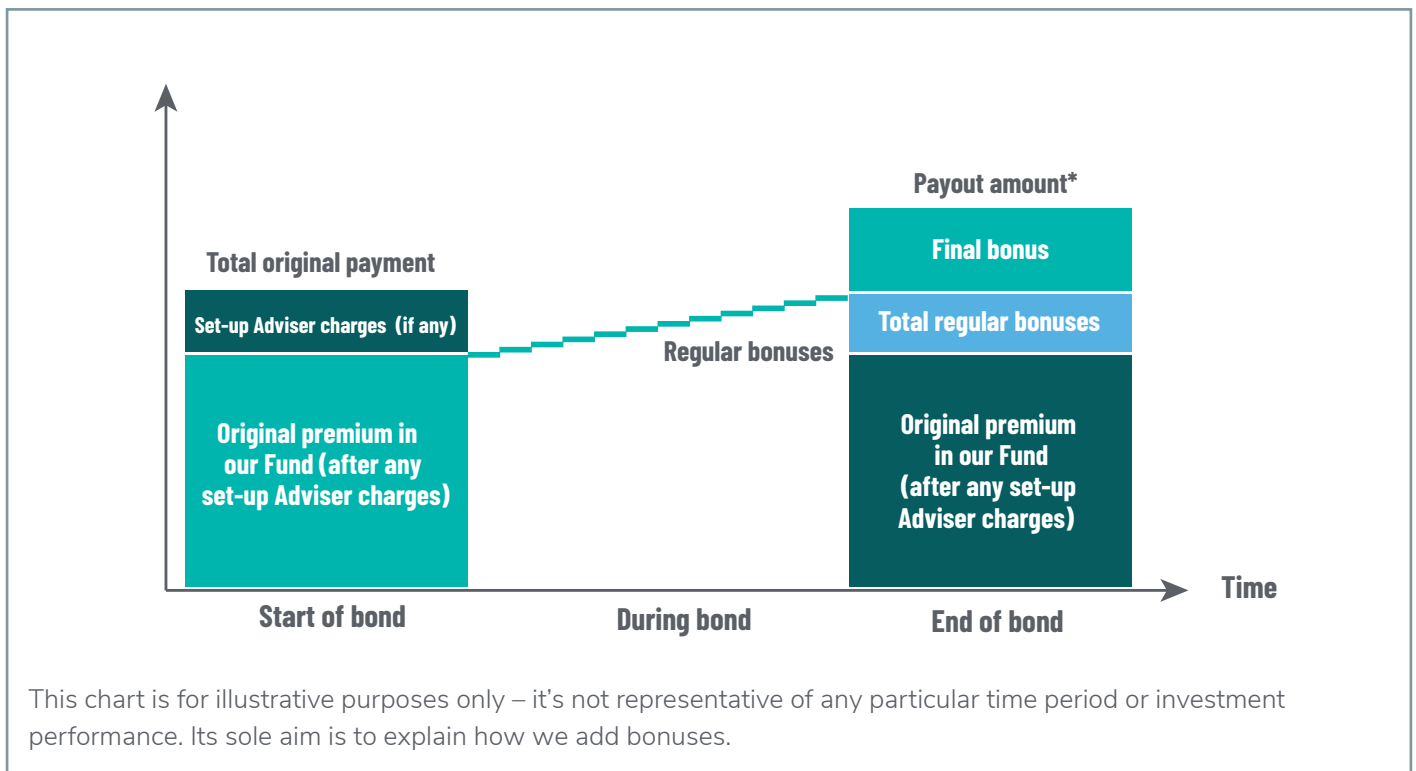 Payout amount*
Final bonus
Total original payment
Set-up Adviser charges (if any)
Total regular bonuses
Regular bonuses
Original premium in
our Fund (after any
set-up Adviser charges)
Original premium
in our Fund
(after any set-up
Adviser charges)
Time
Start of bond
During bond
End of bond
This chart is for illustrative purposes only – it’s not representative of any particular time period or investment
performance. Its sole aim is to explain how we add bonuses.